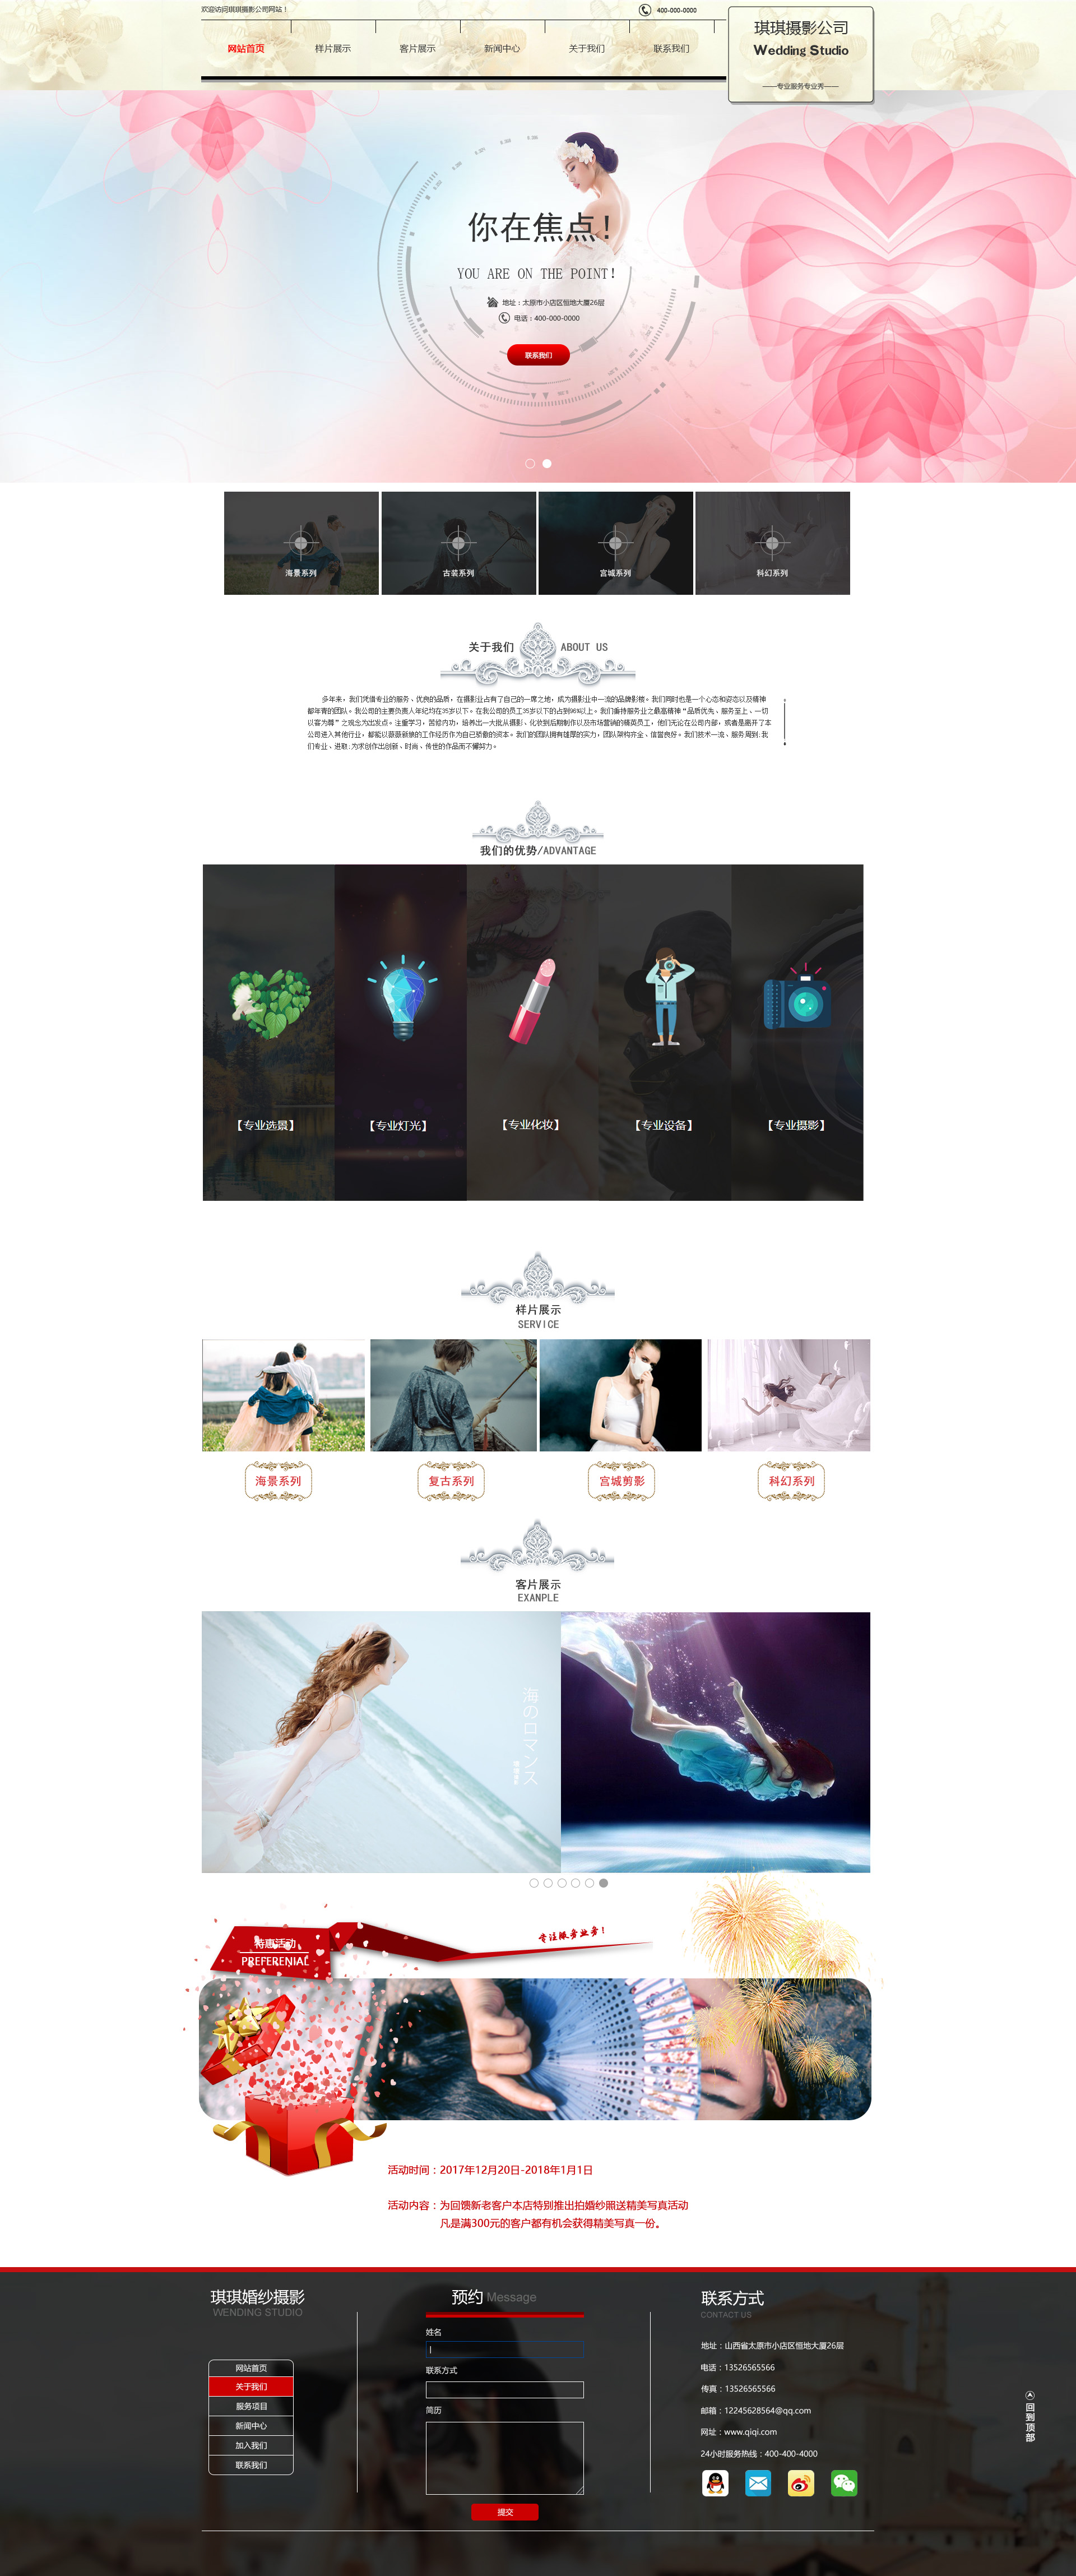 欢迎访问琪琪摄影公司网站！
400-000-0000
网站首页
样片展示
客片展示
新闻中心
关于我们
联系我们
琪琪摄影公司
Wedding Studio
——专业服务专业秀——
你在焦点！
YOU ARE ON THE POINT！
地址：太原市小店区恒地大厦26层
电话：400-000-0000
联系我们
海景系列
古装系列
宫城系列
科幻系列
关于我们
ABOUT US
多年来，我们凭借专业的服务、优良的品质，在摄影业占有了自己的一席之地，成为摄影业中一流的品牌影楼。我们同时也是一个心态和姿态以及精神
都年青的团队。我公司的主要负责人年纪均在35岁以下。在我公司的员工35岁以下的占到96%以上。我们秉持服务业之最高精神“品质优先、服务至上、一切
以客为尊”之观念为出发点。注重学习，苦修内功，培养出一大批从摄影、化妆到后期制作以及市场营销的精英员工，他们无论在公司内部，或者是离开了本
公司进入其他行业，都能以崭新的工作经历作为自己骄傲的资本。我们的团队拥有雄厚的实力，团队架构齐全、信誉良好。我们技术一流、服务周到;我
们专业、进取.为求创作出创新、时尚、传世的作品而不懈努力。
我们的优势/ADVANTAGE
【专业选景】
【专业灯光】
【专业化妆】
【专业设备】
【专业摄影】
样片展示
SERVICE
海景系列
复古系列
宫城剪影
科幻系列
客片展示
EXANPLE
海のロマンス
特惠活动
PREFERENIAL
专注服务业务！
活动时间：2017年12月20日-2018年1月1日
活动内容：为回馈新老客户本店特别推出拍婚纱照送精美写真活动
凡是满300元的客户都有机会获得精美写真一份。
琪琪婚纱摄影
WENDING STUDIO
网站首页
关于我们
服务项目
新闻中心
加入我们
联系我们
预约 Message
姓名
联系方式
简历
提交
联系方式
CONTACT US
地址：山西省太原市小店区恒地大厦26层
电话：13526565566
传真：13526565566
邮箱：12245628564@qq.com
网址：www.qiqi.com
24小时服务热线：400-400-4000
回到顶部